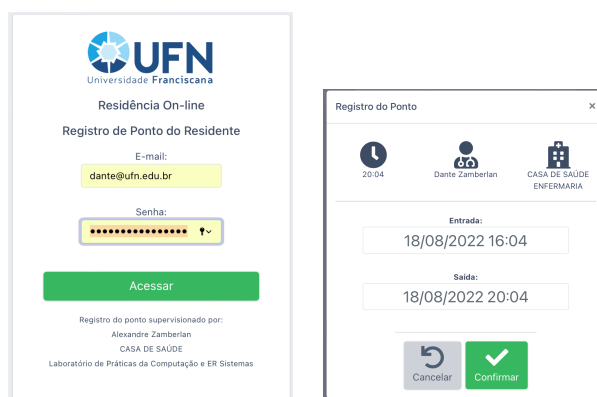 UFN
Universidade Franciscana
Residência On-line
Registro de Ponto do Residente
E-mail:
dante@ufn.edu.br
Senha:
••••••••••••••••
Acessar
Registro do ponto supervisionado por:
Alexandre Zamberlan
CASA DE SAÚDE
Laboratório de Práticas da Computação e ER Sistemas
Registro do Ponto
×
20:04
Dante Zamberlan
CASA DE SAÚDE
ENFERMARIA
Entrada:
18/08/2022 16:04
Saída:
18/08/2022 20:04
Cancelar
Confirmar